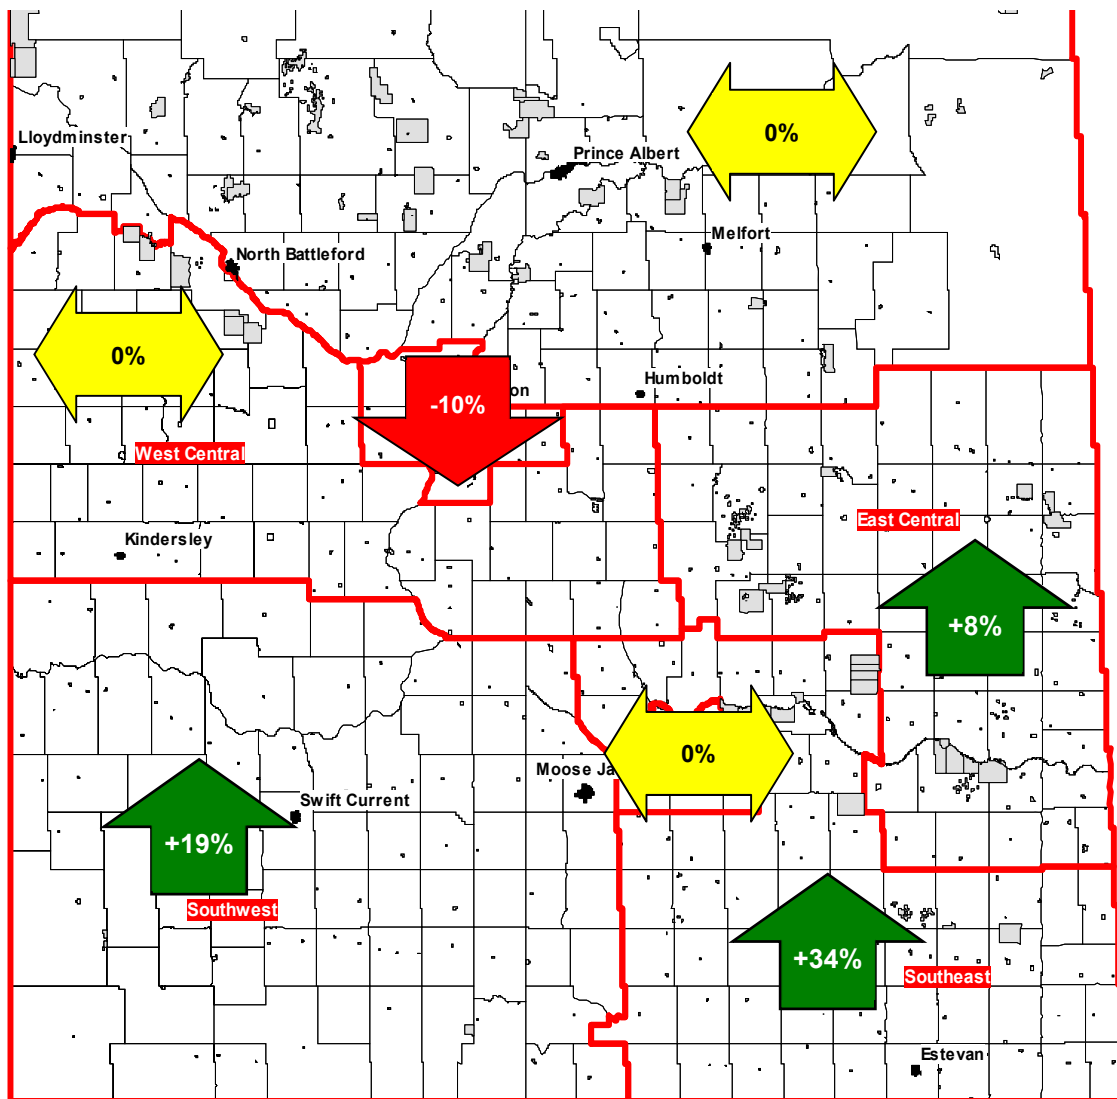 0%
Lloydminster
Prince Albert
Melfort
North Battleford
0%
Humboldt
-10%
on
West Central
East Central
Kindersley
+8%
0%
Moose Ja
Swift Current
+19%
Southwest
+34%
Southeast
Estevan